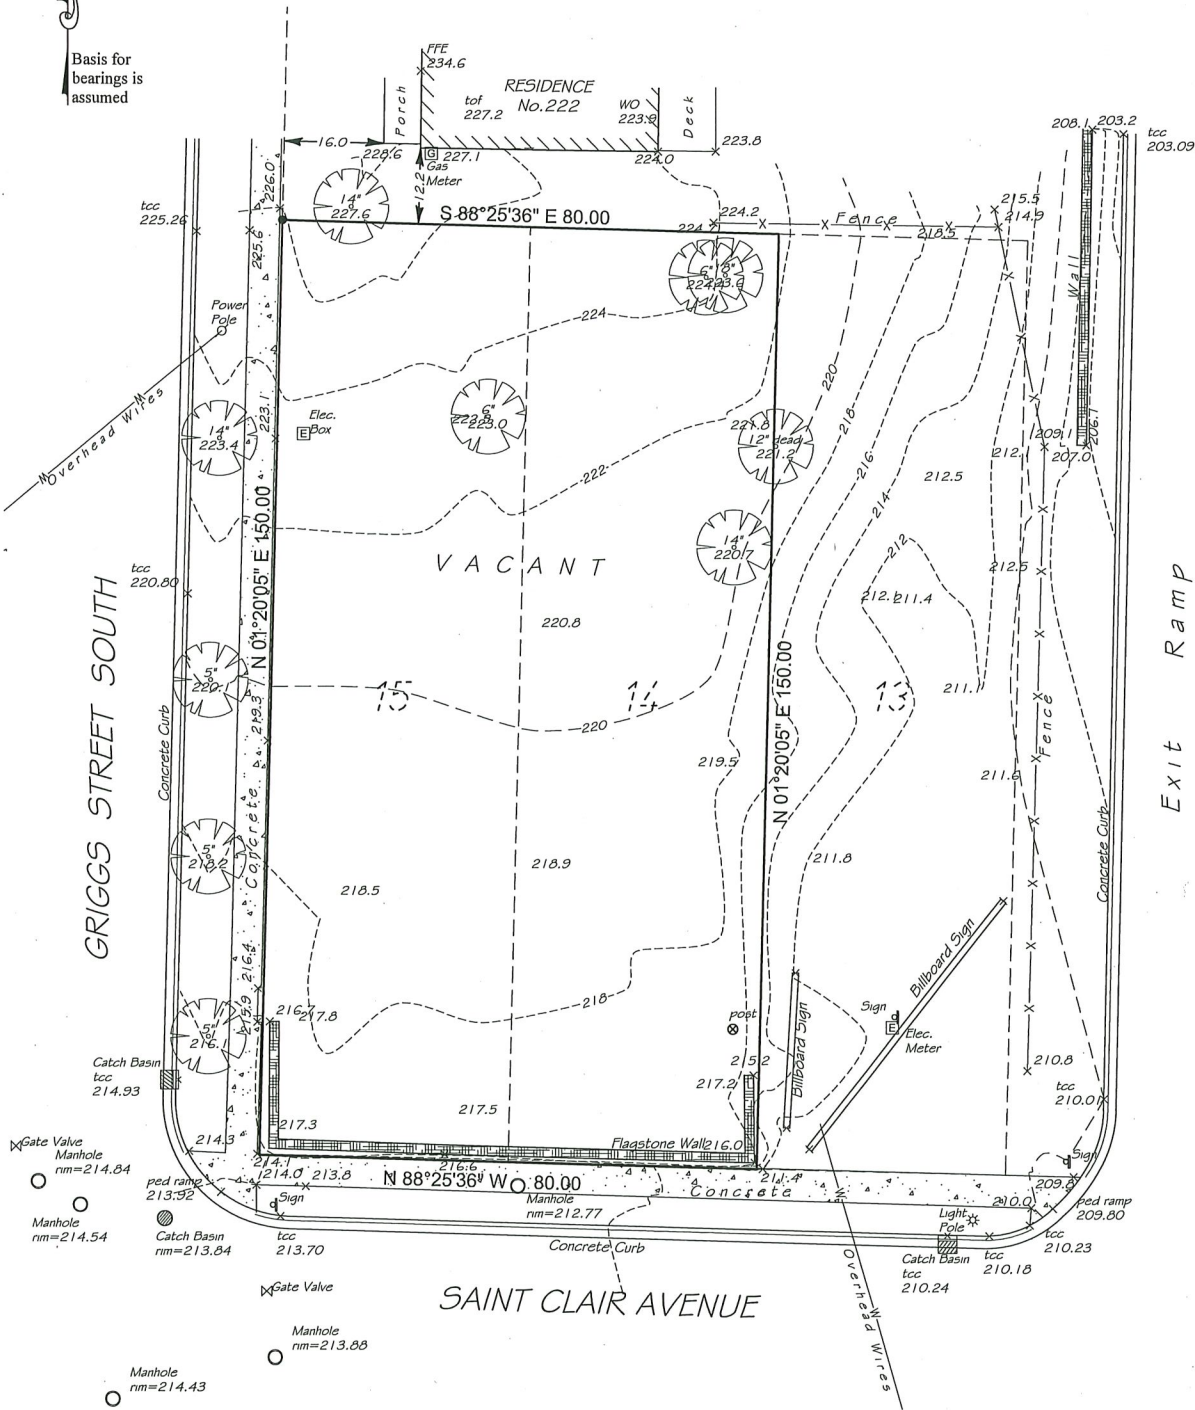 Basis for
bearings is
assumed
FFE
234.6
RESIDENCE
No.222
tof
227.2
WO
223.9
Porch
Deck
16.0
228.6
G
227.1
Gas
Meter
12.2
224.0
223.8
208.1
203.2
tcc
203.09
226.0
tcc
225.26
14"
227.6
S 88°25'36" E 80.00
224.2
Fence
218.5
215.5
214.9
225.6
Wall
6"
8"
223.6
Power
Pole
224
220
218
216
214
212
Overhead Wires
14"
223.4
223.1
Elec.
Box
E
6"
223.0
221.8
12" dead
221.2
209.1
207.0
206.7
212.5
222
N 01°20'05" E 150.00
VACANT
14"
220.7
212.5
tcc
220.80
211.4
220.8
GRIGGS STREET SOUTH
5"
220.1
15
14
13
211.1
219.3
220
N 01°20'05" E 150.00
Fence
Exit Ramp
Concrete Curb
219.5
211.6
Concrete
5"
218.2
218.9
218.5
211.8
Concrete Curb
216.4
Billboard Sign
218
215.9
217.8
5"
216.1
post
Billboard Sign
Sign
E
Elec.
Meter
Catch Basin
tcc
214.93
215.2
217.2
210.8
tcc
210.01
217.5
217.3
214.3
Flagstone Wall
216.0
Gate Valve
Manhole
rim=214.84
214.1
214.0
213.8
216.6
N 88°25'36" W 80.00
211.4
Concrete
Sign
209.8
ped ramp
213.92
Sign
Manhole
rim=212.77
210.0
ped ramp
209.80
Manhole
rim=214.54
Catch Basin
rim=213.84
tcc
213.70
Concrete Curb
Light
Pole
Catch Basin
tcc
210.24
tcc
210.18
tcc
210.23
Overhead Wires
Gate Valve
SAINT CLAIR AVENUE
Manhole
rim=213.88
Manhole
rim=214.43